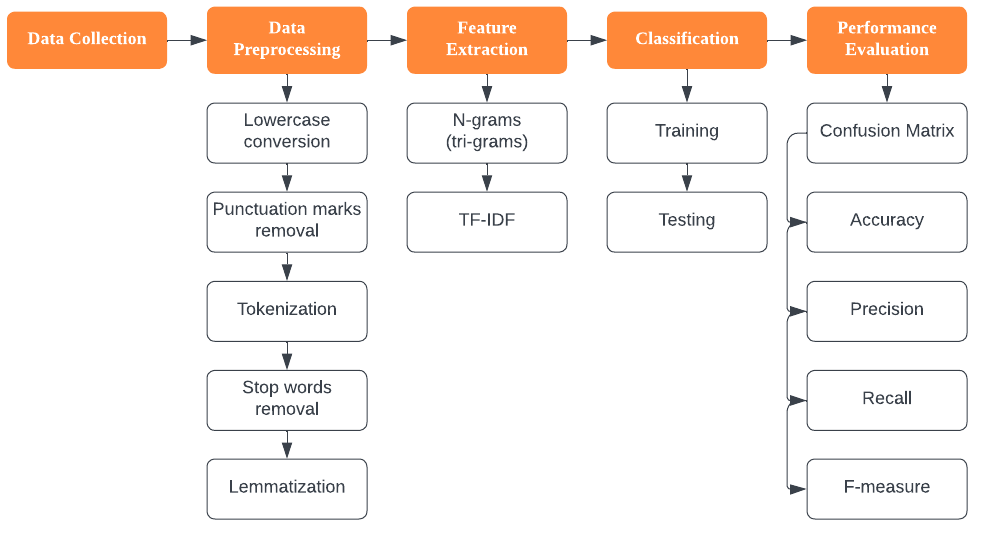 Data Collection
Data
Preprocessing
Feature
Extraction
Classification
Performance
Evaluation
Lowercase
conversion
Punctuation marks
removal
Tokenization
Stop words
removal
Lemmatization
N-grams
(tri-grams)
TF-IDF
Training
Testing
Confusion Matrix
Accuracy
Precision
Recall
F-measure